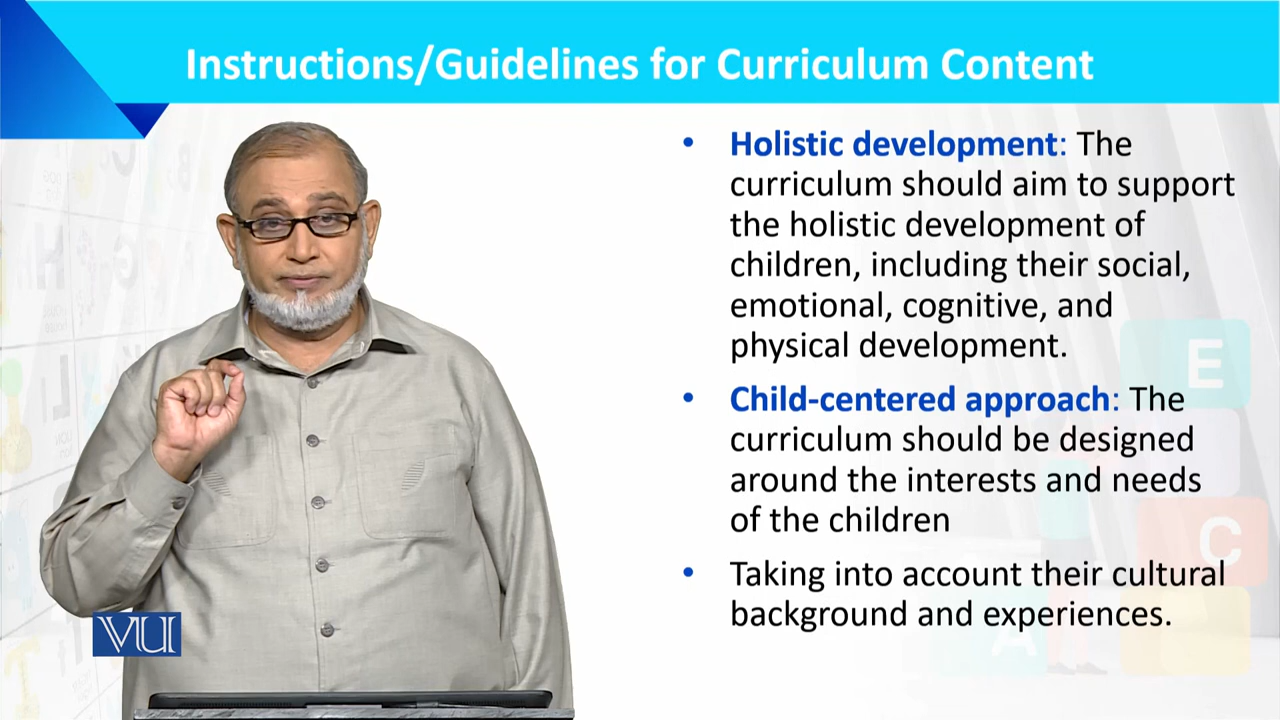 Instructions/Guidelines for Curriculum Content
• Holistic development: The
curriculum should aim to support
the holistic development of
children, including their social,
emotional, cognitive, and
physical development.
• Child-centered approach: The
curriculum should be designed
around the interests and needs
of the children
• Taking into account their cultural
background and experiences.
VU
E
C
A